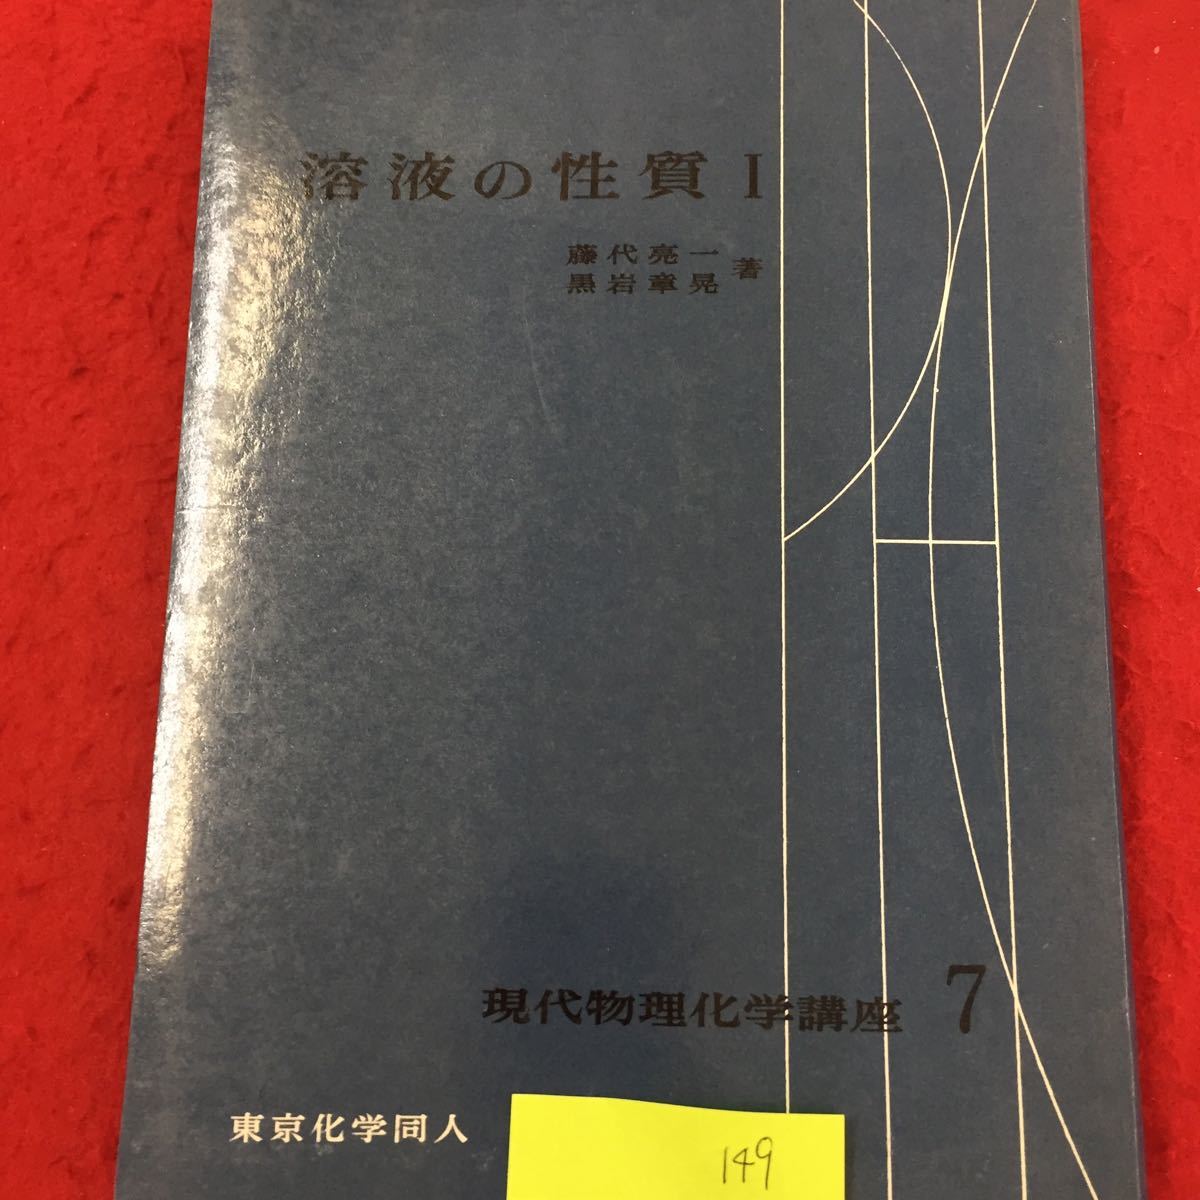 溶液の性質 I
藤代亮一
黒岩章晃
著
現代物理化学講座 7
東京化学同人
149